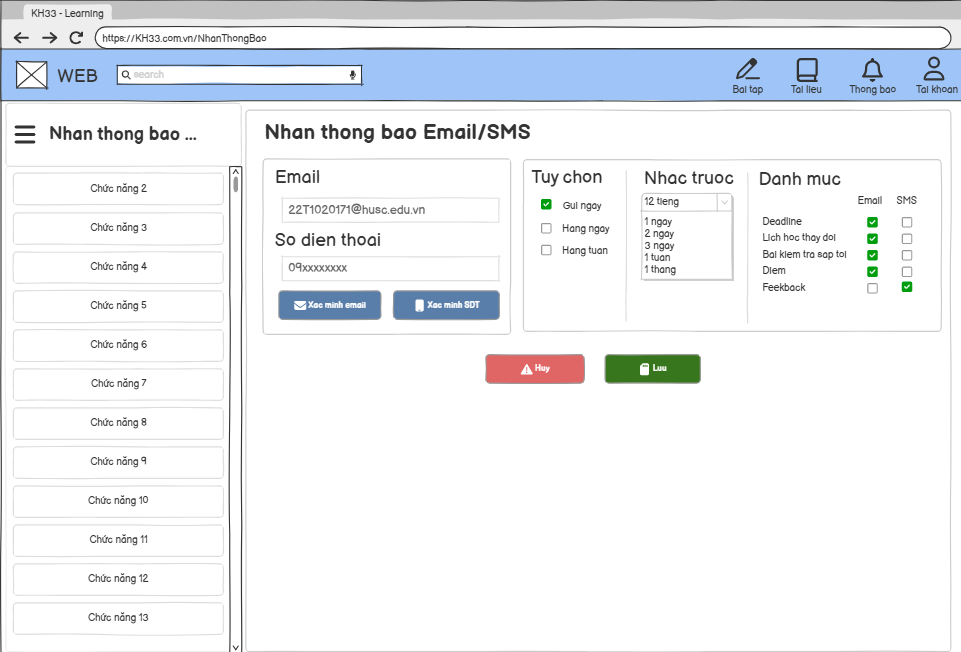 KH33 - Learning
https://KH33.com.vn/NhanThongBao
WEB
search
Bai tap
Tai lieu
Thong bao
Tai khoan
Nhan thong bao ...
Chức năng 2
Chức năng 3
Chức năng 4
Chức năng 5
Chức năng 6
Chức năng 7
Chức năng 8
Chức năng 9
Chức năng 10
Chức năng 11
Chức năng 12
Chức năng 13
Nhan thong bao Email/SMS
Email
22T1020171@husc.edu.vn
So dien thoai
09xxxxxxxx
Xac minh email
Xac minh SDT
Tuy chon
Gui ngay
Hang ngay
Hang tuan
Nhac truoc
12 tieng
1 ngay
2 ngay
3 ngay
1 tuan
1 thang
Danh muc
Email SMS
Deadline
Lich hoc thay doi
Bai kiem tra sap toi
Diem
Feekback
Huy
Luu